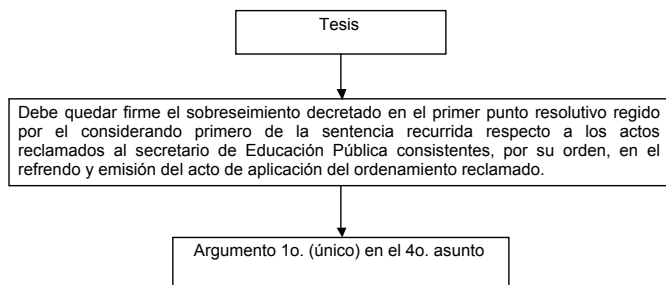 Tesis
Debe quedar firme el sobreseimiento decretado en el primer punto resolutivo regido
por el considerando primero de la sentencia recurrida respecto a los actos
reclamados al secretario de Educación Pública consistentes, por su orden, en el
refrendo y emisión del acto de aplicación del ordenamiento reclamado.
Argumento 1o. (único) en el 4o. asunto